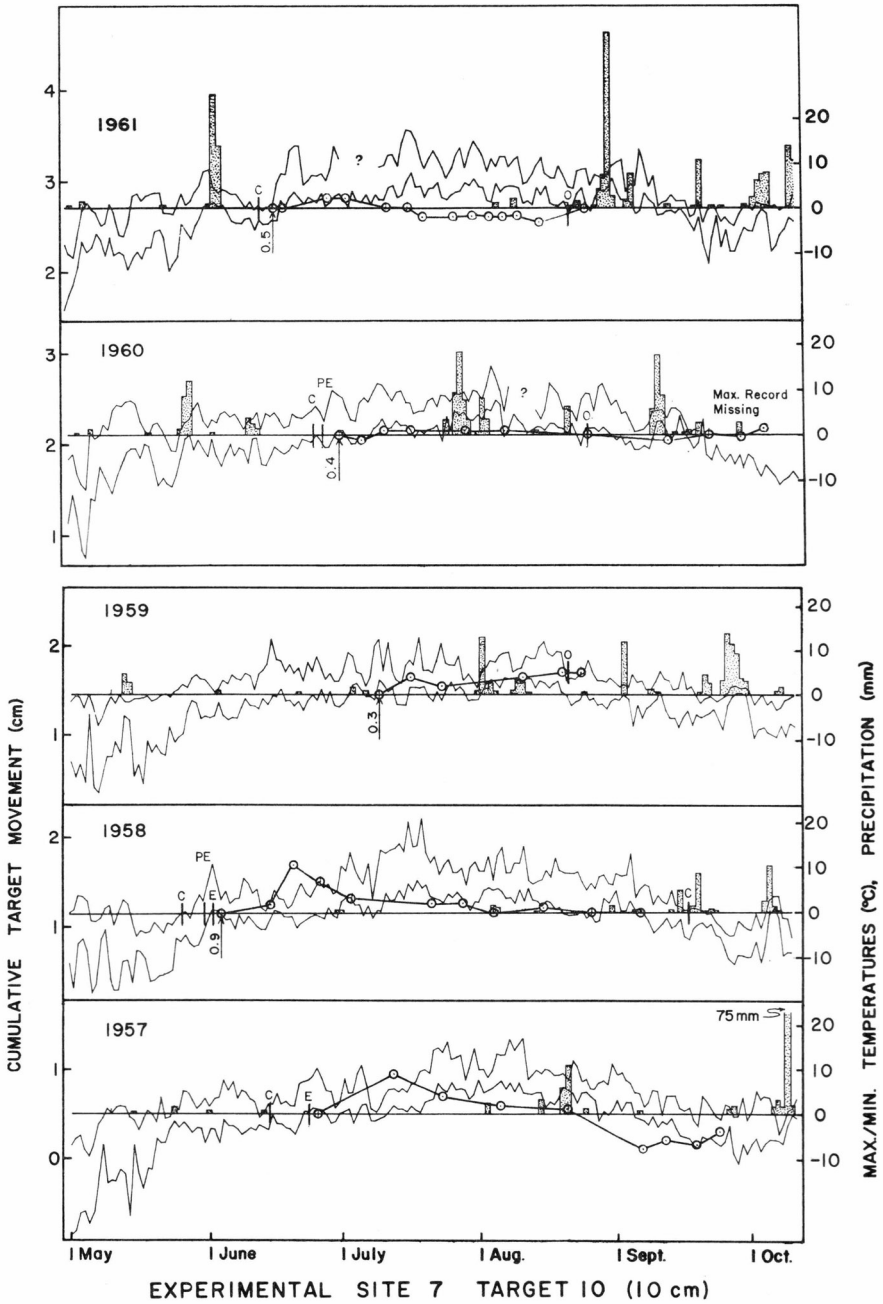 4
1961
?
20
10
3
C
O
0
0.5
-10
2
3
1960
PE
C
?
O
Max. Record
Missing
20
10
2
0
0.4
-10
1
1959
20
2
O
10
0
0.3
1
-10
1958
2
20
PE
C
E
C
10
0
1
0.9
-10
1957
75mm
20
1
10
C
E
0
0
-10
1 May
1 June
1 July
1 Aug.
1 Sept.
1 Oct.
CUMULATIVE TARGET MOVEMENT (cm)
MAX./MIN. TEMPERATURES (°C), PRECIPITATION (mm)
EXPERIMENTAL SITE 7 TARGET 10 (10 cm)